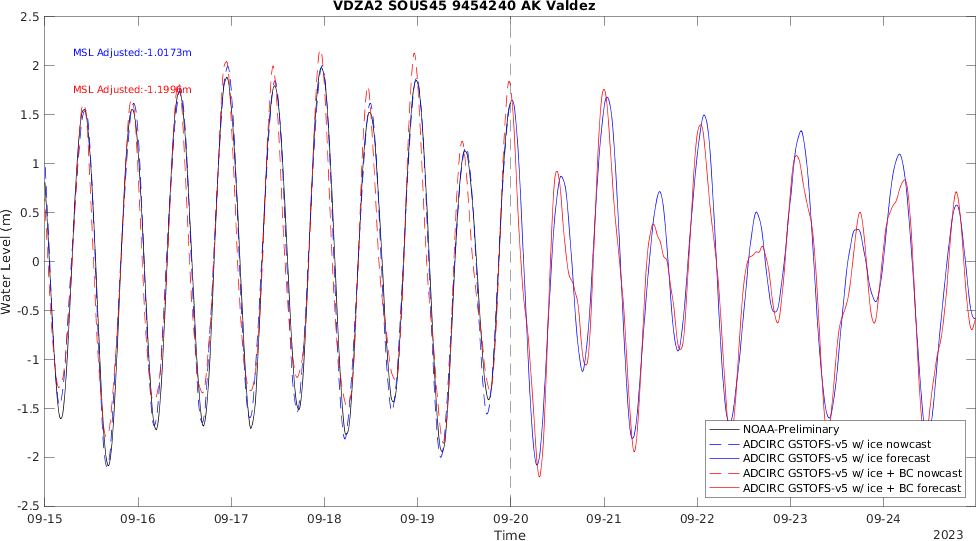 VDZA2 SOUS45 9454240 AK Valdez
MSL Adjusted:-1.0173m
MSL Adjusted:-1.1996m
Water Level (m)
2.5
2
1.5
1
0.5
0
-0.5
-1
-1.5
-2
-2.5
NOAA-Preliminary
ADCIRC GSTOFS-v5 w/ ice nowcast
ADCIRC GSTOFS-v5 w/ ice forecast
ADCIRC GSTOFS-v5 w/ ice + BC nowcast
ADCIRC GSTOFS-v5 w/ ice + BC forecast
09-15 09-16 09-17 09-18 09-19 09-20 09-21 09-22 09-23 09-24
Time
2023